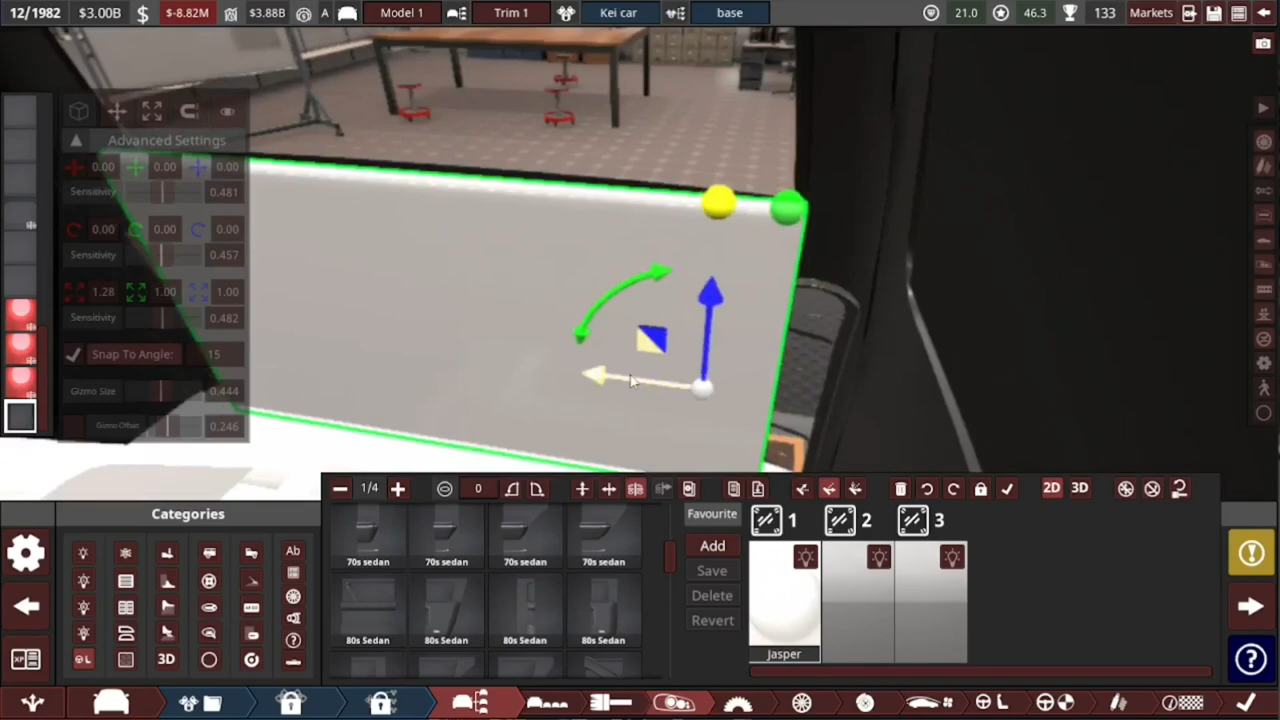 12/1982 $3.00B $ $-8.82M $3.88B A Model 1 Trim 1 Kei car base 21.0 46.3 133 Markets
Advanced Settings
0.00 0.00 0.00
Sensitivity 0.481
0.00 0.00 0.00
Sensitivity 0.457
1.28 1.00 1.00
Sensitivity 0.482
Snap To Angle: 15
Gizmo Size 0.444
Gizmo Offset 0.246
1/4 0 2D 3D
Categories
Favourite 1 2 3
Ab
Add
70s sedan 70s sedan 70s sedan 70s sedan
Save
Delete
Revert
80s Sedan 80s Sedan 80s Sedan 80s Sedan
Jasper
L 3D
XP
L